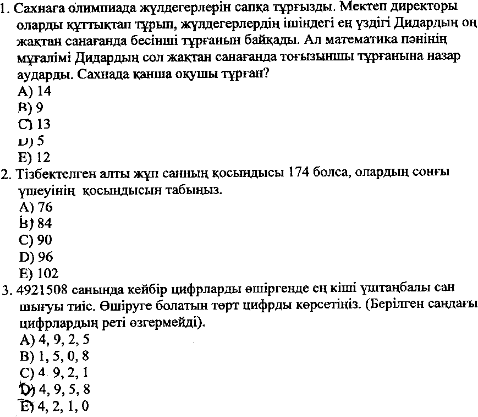 1. Сахнаға олимпиада жүлдегерлерін сапқа тұрғызды. Мектеп директоры
оларды құттықтап тұрып, жүлдегерлердің ішіндегі ең үздігі Дидардың оң
жақтан санағанда бесінші тұрғанын байқады. Ал математика пәнінің
мұғалімі Дидардың сол жақтан санағанда тоғызыншы тұрғанына назар
аударды. Сахнада қанша оқушы тұрған?
A) 14
B) 9
C) 13
D) 5
E) 12
2. Тізбектелген алты жұп санның қосындысы 174 болса, олардың соңғы
үшеуінің қосындысын табыңыз.
A) 76
B) 84
C) 90
D) 96
E) 102
3. 4921508 санында кейбір цифрларды өшіргенде ең кіші үштаңбалы сан
шығуы тиіс. Өшіруге болатын төрт цифрды көрсетіңіз. (Берілген сандағы
цифрлардың реті өзгермейді).
A) 4, 9, 2, 5
B) 1, 5, 0, 8
C) 4 9, 2, 1
D) 4, 9, 5, 8
E) 4, 2, 1, 0